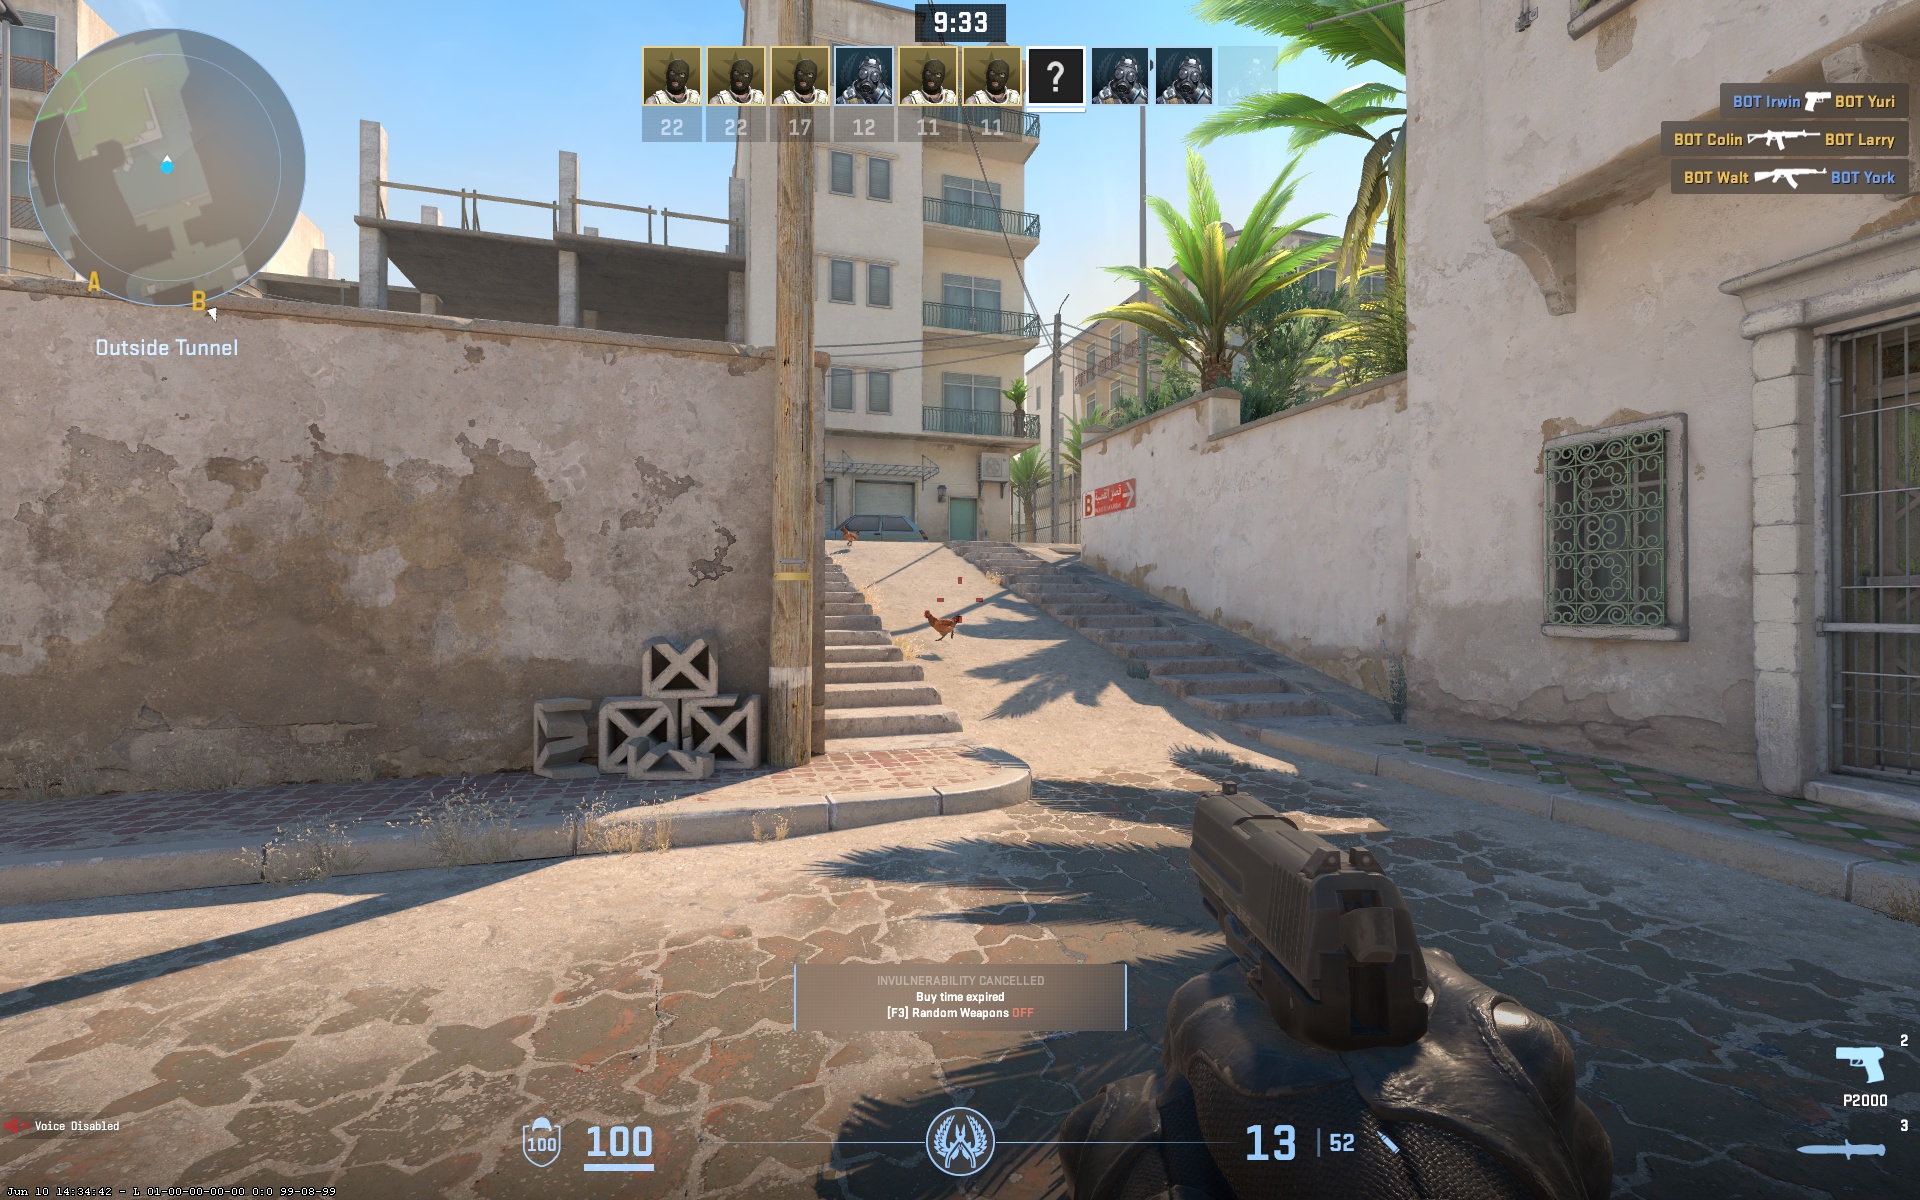 9:33
?
22 22 17 12 11 11
BOT Irwin BOT Yuri
BOT Colin BOT Larry
BOT Walt BOT York
A
B
Outside Tunnel
B
INVULNERABILITY CANCELLED
Buy time expired
[F3] Random Weapons OFF
2
P2000
3
Voice Disabled
100
100
13 | 52
Jun 10 14:34:42 - L 01-00-00-00-00 0:0 99-08-99